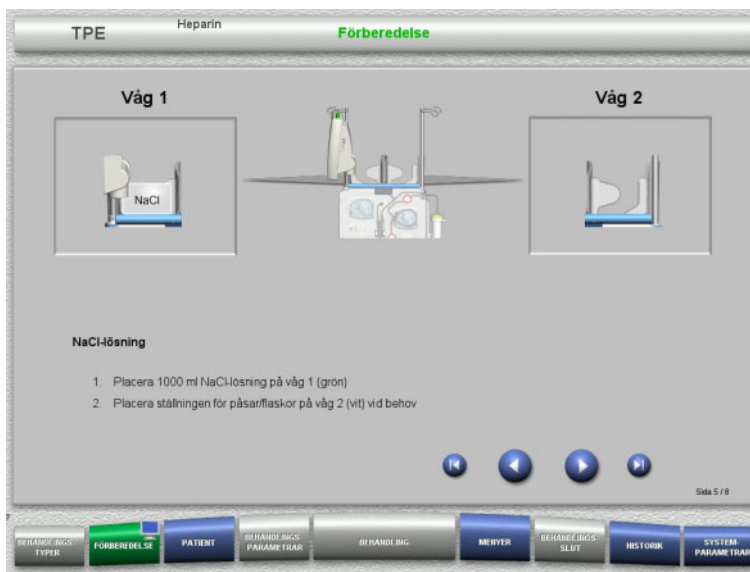 TPE
Heparin
Förberedelse
Våg 1
Våg 2
NaCl
NaCl-lösning
1. Placera 1000 ml NaCl-lösning på våg 1 (grön)
2. Placera ställningen för påsar/flaskor på våg 2 (vit) vid behov
Sida 5 / 8
BEHANDLINGS-
TYPER
FÖRBEREDELSE
PATIENT
BEHANDLINGS-
PARAMETRAR
BEHANDLING
MENYER
BEHANDLINGS-
SLUT
HISTORIK
SYSTEM-
PARAMETRAR